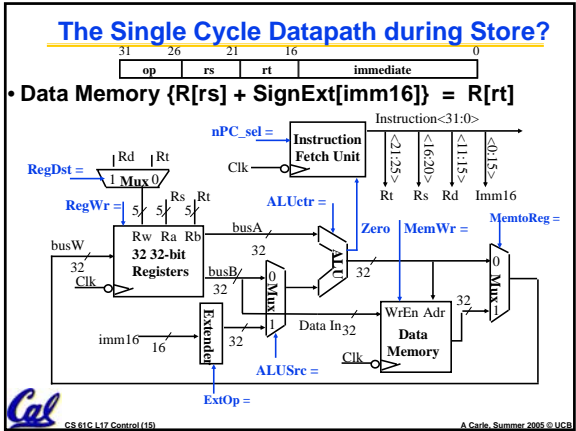 The Single Cycle Datapath during Store?
31 26 21 16 0
op rs rt immediate
• Data Memory {R[rs] + SignExt[imm16]} = R[rt]
Instruction<31:0>
nPC_sel =
Instruction
Fetch Unit
Clk
<21:25>
<16:20>
<11:15>
<0:15>
Rt Rs Rd Imm16
Rd Rt
RegDst =
1 Mux 0
RegWr =
Rs Rt
5 5 5
ALUctr =
Zero
MemWr =
MemtoReg =
busA
32
Rw Ra Rb
32 32-bit
Registers
busW
32
Clk
busB
32
0
Mux
1
ALU
32
0
Mux
1
32
WrEn Adr
Data
Memory
Data In
32
Clk
imm16
16
Extender
32
ALUSrc =
ExtOp =
Cal
CS 61C L17 Control (15)
A Carle, Summer 2005 © UCB